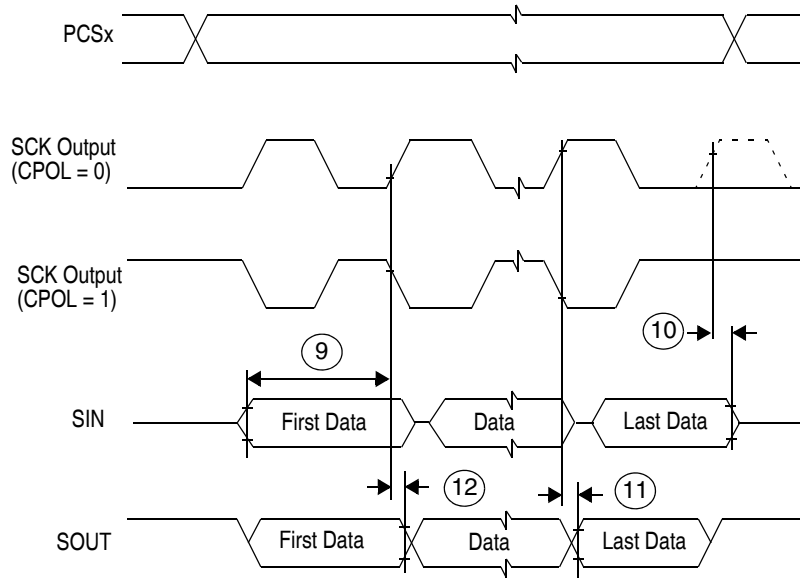 PCSx
SCK Output
(CPOL = 0)
SCK Output
(CPOL = 1)
10
9
SIN
First Data
Data
Last Data
12
11
SOUT
First Data
Data
Last Data